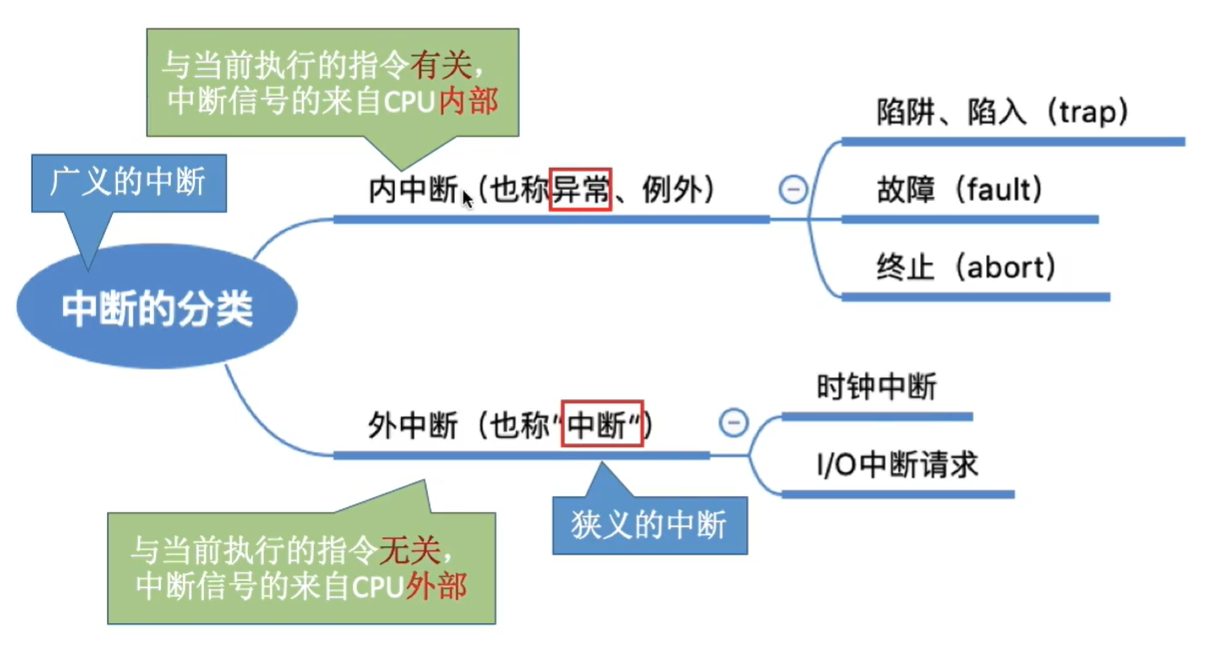 与当前执行的指令有关，
中断信号的来自CPU内部
广义的中断
中断的分类
内中断（也称异常、例外）
陷阱、陷入（trap）
故障（fault）
终止（abort）
外中断（也称“中断“）
时钟中断
I/O中断请求
狭义的中断
与当前执行的指令无关，
中断信号的来自CPU外部